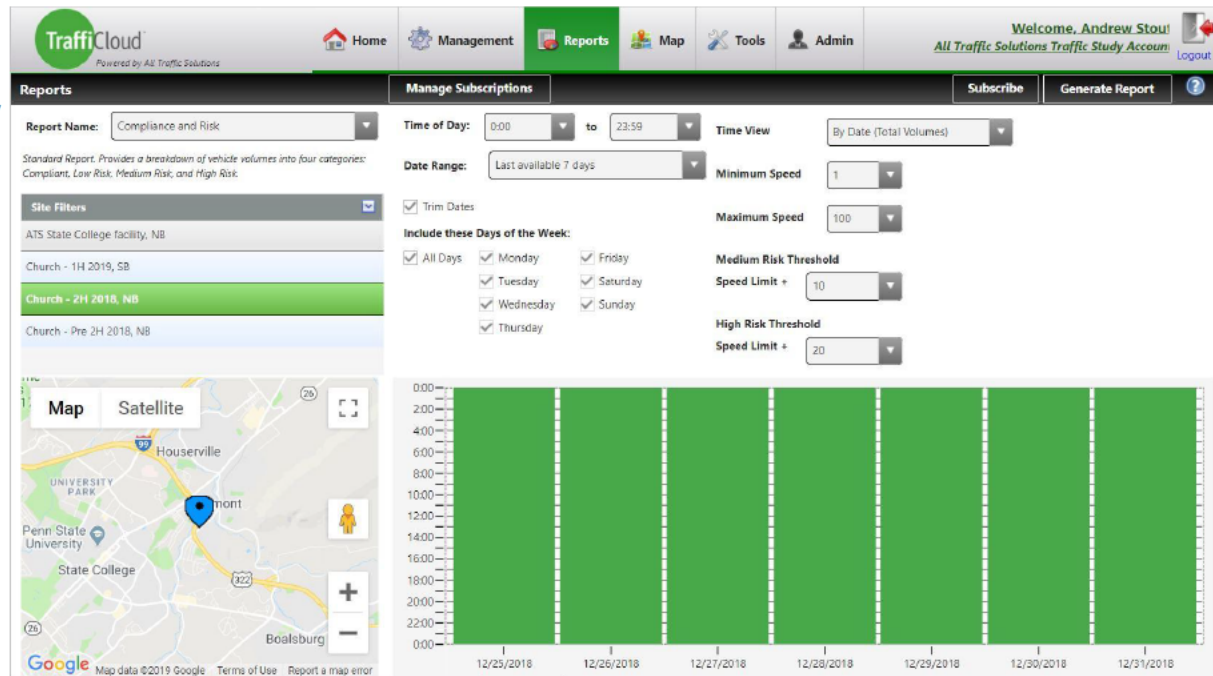 TraffiCloud
Powered by All Traffic Solutions
Home
Management
Reports
Map
Tools
Admin
Welcome, Andrew Stout
All Traffic Solutions Traffic Study Accoun
Logout
Reports
Manage Subscriptions
Subscribe
Generate Report
?
Report Name: Compliance and Risk
Standard Report. Provides a breakdown of vehicle volumes into four categories:
Compliant, Low Risk, Medium Risk, and High Risk.
Site Filters
ATS State College facility, NB
Church - 1H 2019, SB
Church - 2H 2018, NB
Church - Pre 2H 2018, NB
Time of Day: 0:00 to 23:59
Date Range: Last available 7 days
Trim Dates
Include these Days of the Week:
All Days Monday Friday
Tuesday Saturday
Wednesday Sunday
Thursday
Time View By Date (Total Volumes)
Minimum Speed 1
Maximum Speed 100
Medium Risk Threshold
Speed Limit + 10
High Risk Threshold
Speed Limit + 20
Map Satellite
26
99
Houserville
UNIVERSITY
PARK
mont
Penn State
University
State College
322
26
Boalsburg
+
−
Google Map data ©2019 Google Terms of Use Report a map error
0:00
2:00
4:00
6:00
8:00
10:00
12:00
14:00
16:00
18:00
20:00
22:00
0:00
12/25/2018 12/26/2018 12/27/2018 12/28/2018 12/29/2018 12/30/2018 12/31/2018